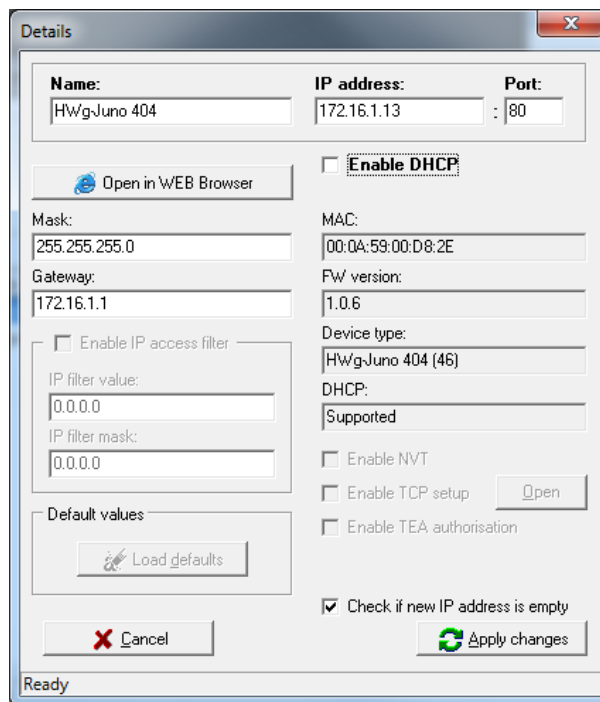 Details
Name:
IP address:
Port:
HWg-Juno 404
172.16.1.13
:
80
Open in WEB Browser
Enable DHCP
Mask:
255.255.255.0
Gateway:
172.16.1.1
Enable IP access filter
IP filter value:
0.0.0.0
IP filter mask:
0.0.0.0
Default values
Load defaults
MAC:
00:0A:59:00:D8:2E
FW version:
1.0.6
Device type:
HWg-Juno 404 (46)
DHCP:
Supported
Enable NVT
Enable TCP setup
Open
Enable TEA authorisation
Check if new IP address is empty
Cancel
Apply changes
Ready